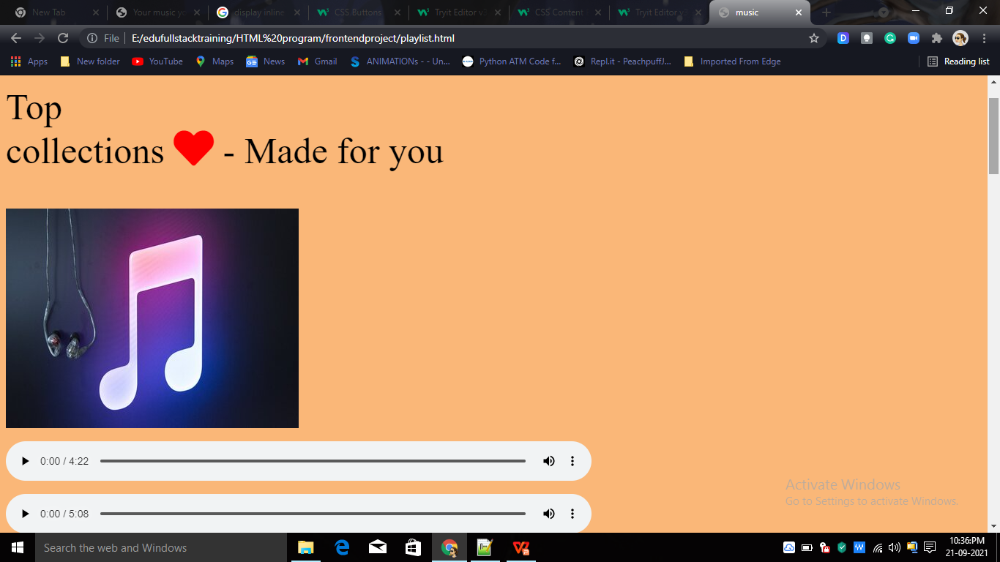 New Tab
Your music yo
display inline
CSS Buttons
Tryit Editor v3
CSS Content
Tryit Editor v3
music
File
E:/edufullstacktraining/HTML%20program/frontendproject/playlist.html
Apps
New folder
YouTube
Maps
News
Gmail
ANIMATIONs - - Un...
Python ATM Code f...
Repl.it - PeachpuffJ...
Imported From Edge
Reading list
Top
collections - Made for you
0:00 / 4:22
0:00 / 5:08
Activate Windows
Go to Settings to activate Windows.
Search the web and Windows
10:36:PM
21-09-2021